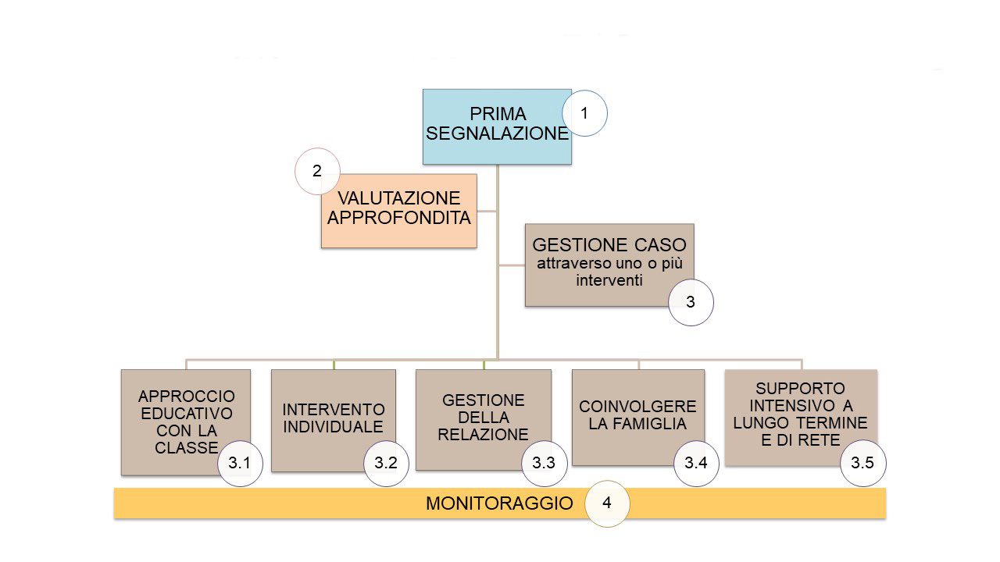 PRIMA
SEGNALAZIONE
1
2
VALUTAZIONE
APPROFONDITA
GESTIONE CASO
attraverso uno o più
interventi
3
APPROCCIO
EDUCATIVO
CON LA
CLASSE
3.1
INTERVENTO
INDIVIDUALE
3.2
GESTIONE
DELLA
RELAZIONE
3.3
COINVOLGERE
LA FAMIGLIA
3.4
SUPPORTO
INTENSIVO A
LUNGO TERMINE
E DI RETE
3.5
MONITORAGGIO
4